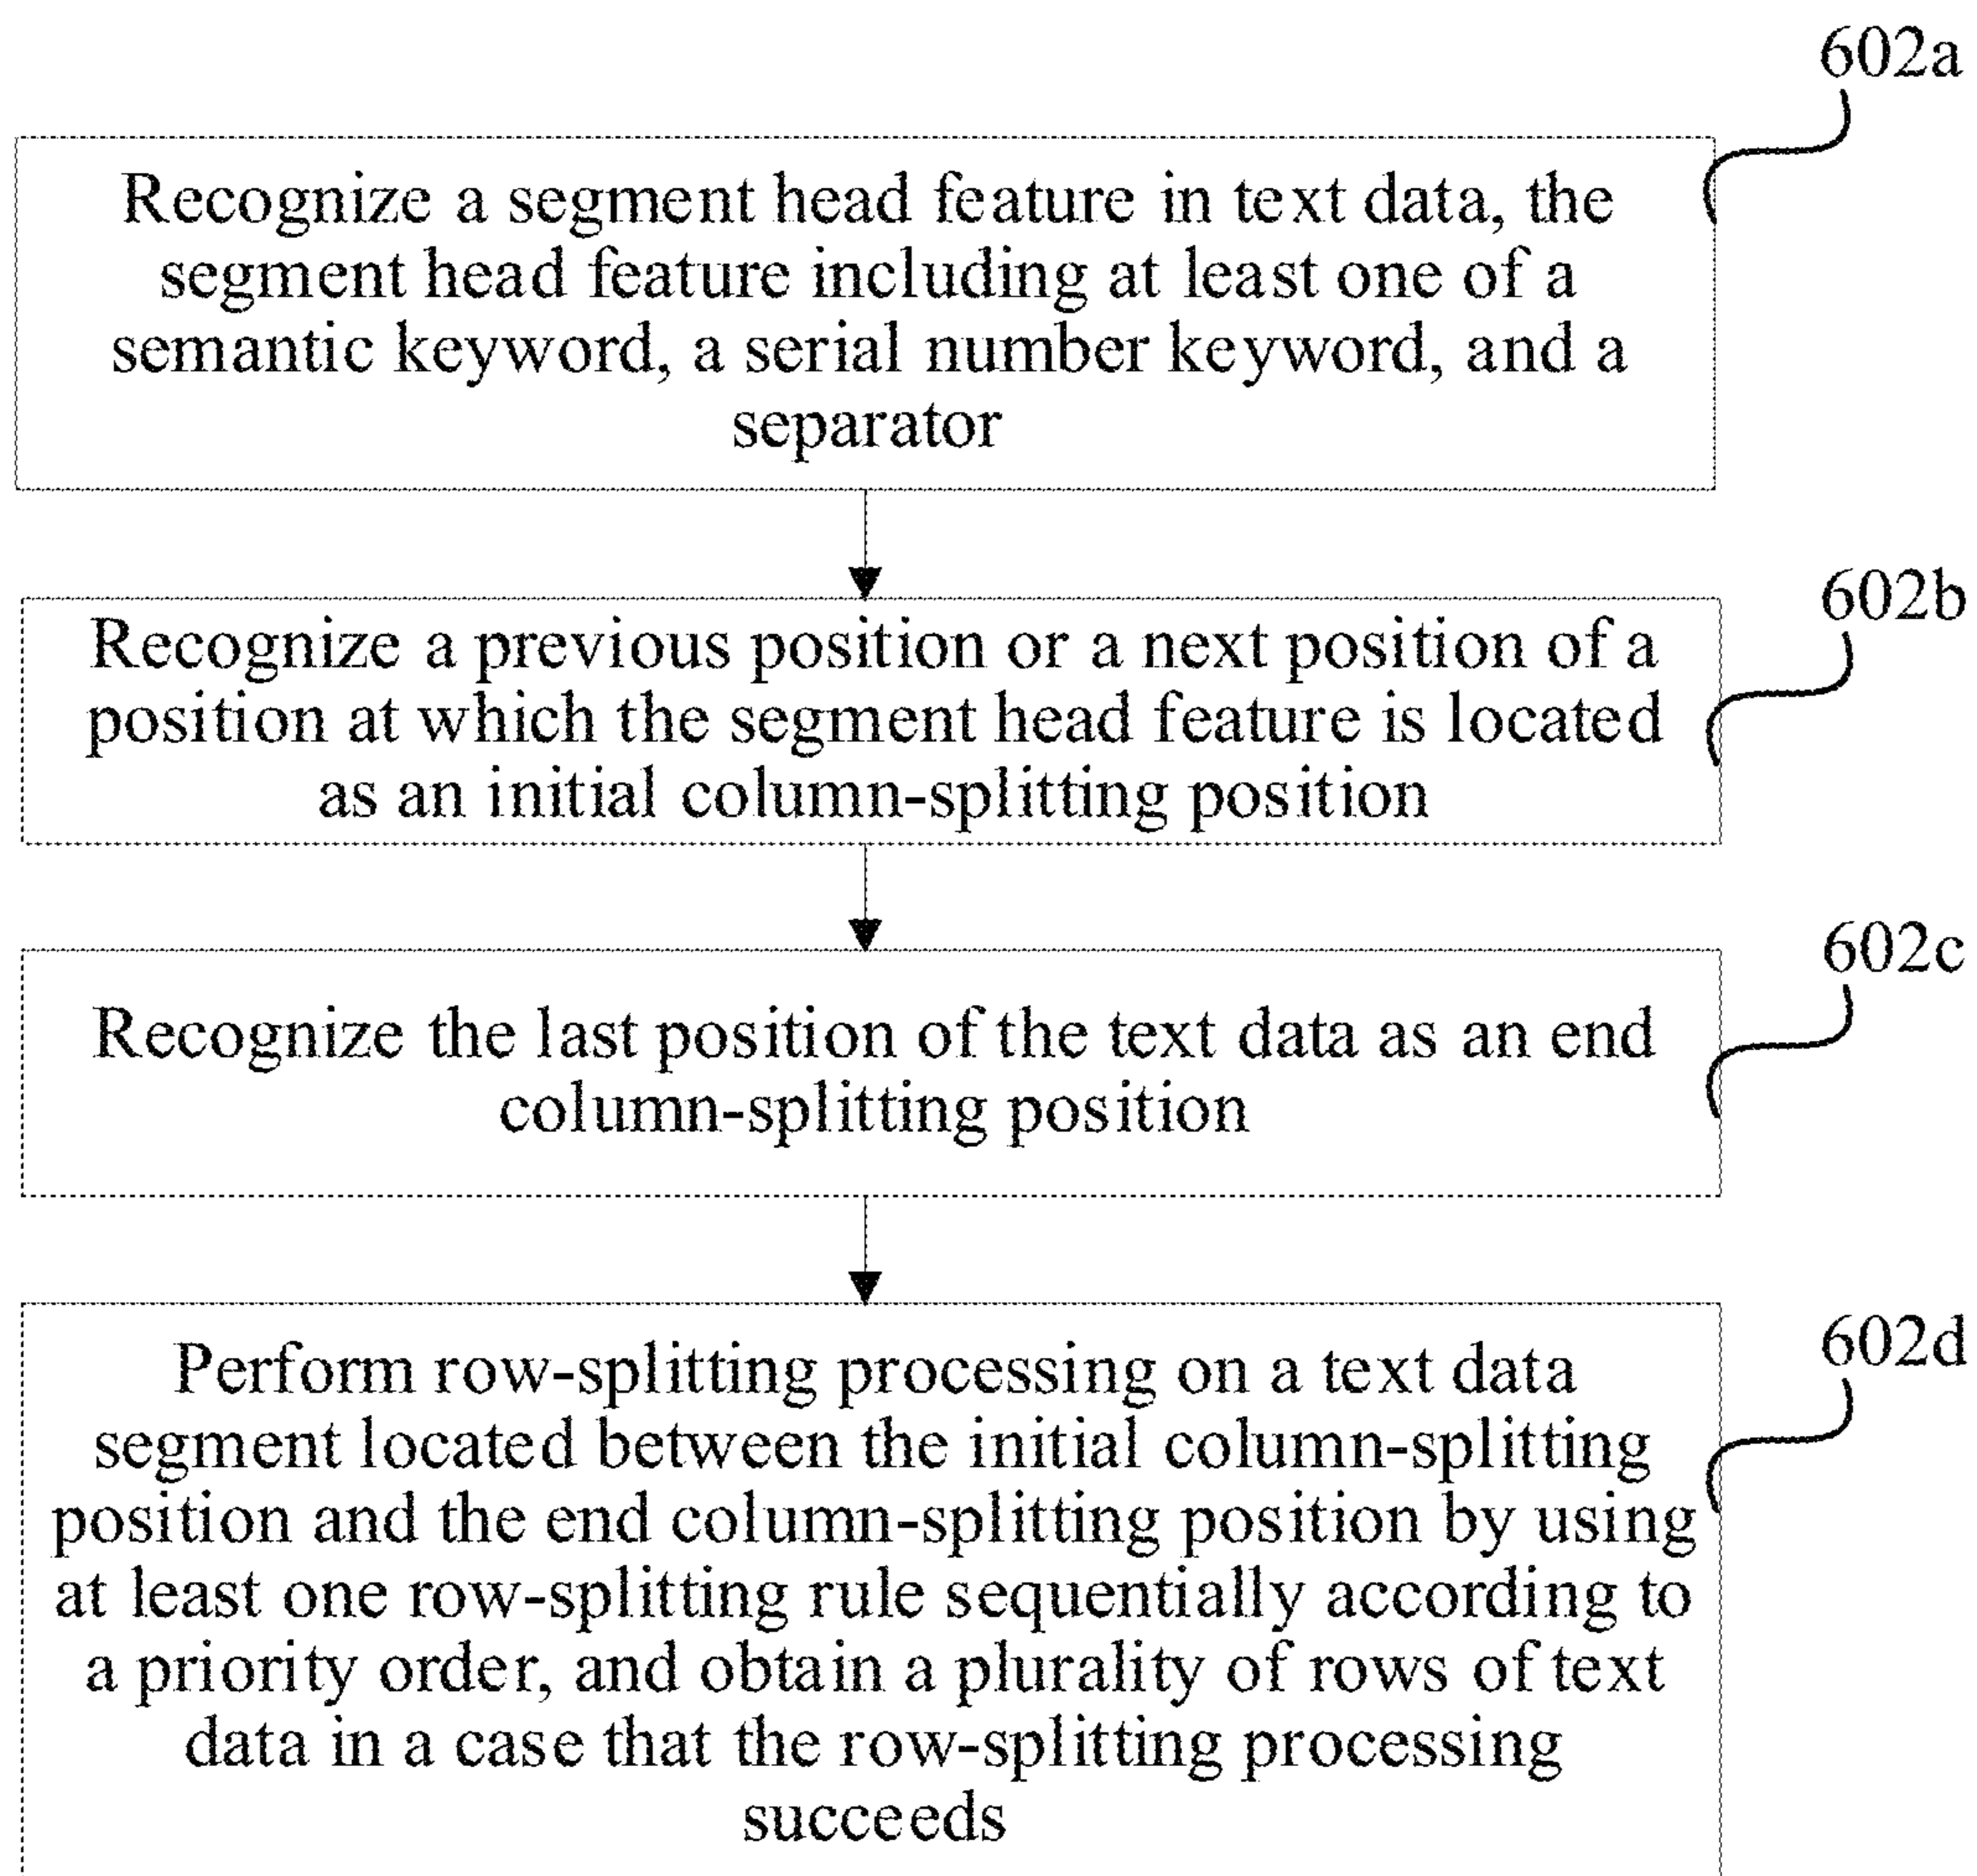 602a
Recognize a segment head feature in text data, the
segment head feature including at least one of a
semantic keyword, a serial number keyword, and a
separator
602b
Recognize a previous position or a next position of a
position at which the segment head feature is located
as an initial column-splitting position
602c
Recognize the last position of the text data as an end
column-splitting position
602d
Perform row-splitting processing on a text data
segment located between the initial column-splitting
position and the end column-splitting position by using
at least one row-splitting rule sequentially according to
a priority order, and obtain a plurality of rows of text
data in a case that the row-splitting processing
succeeds